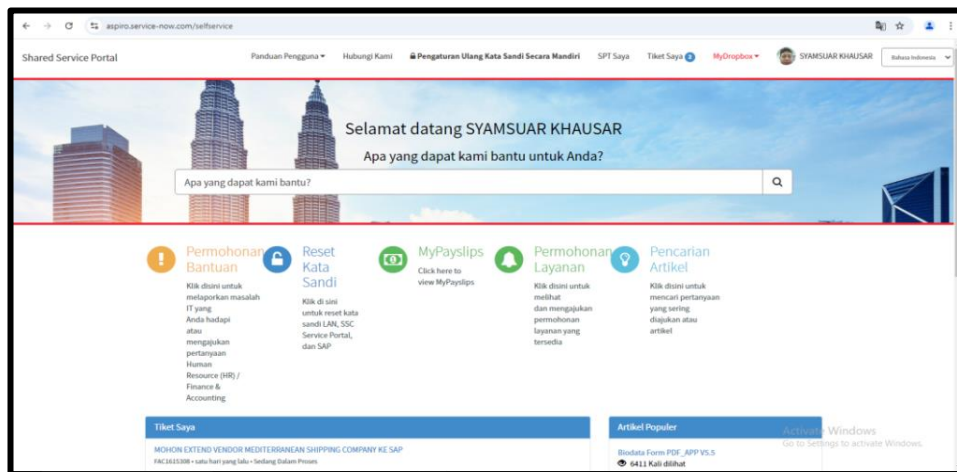 aspiro.service-now.com/selfservice
Shared Service Portal
Panduan Pengguna
Hubungi Kami
Pengaturan Ulang Kata Sandi Secara Mandiri
SPT Saya
Tiket Saya 2
MyDropbox
SYAMSUAR KHAUSAR
Bahasa Indonesia
Selamat datang SYAMSUAR KHAUSAR
Apa yang dapat kami bantu untuk Anda?
Apa yang dapat kami bantu?
Permohonan
Bantuan
Klik disini untuk
melaporkan masalah
IT yang
Anda hadapi
atau
mengajukan
pertanyaan
Human
Resource (HR) /
Finance &
Accounting
Reset
Kata
Sandi
Klik di sini
untuk reset kata
sandi LAN, SSC
Service Portal,
dan SAP
MyPayslips
Click here to
view MyPayslips
Permohonan
Layanan
Klik disini untuk
melihat
dan mengajukan
permohonan
layanan yang
tersedia
Pencarian
Artikel
Klik disini untuk
mencari pertanyaan
yang sering
diajukan atau
artikel
Tiket Saya
MOHON EXTEND VENDOR MEDITERRANEAN SHIPPING COMPANY KE SAP
FAC1615308 • satu hari yang lalu • Sedang Dalam Proses
Artikel Populer
Biodata Form PDF_APP V5.5
6411 Kali dilihat
Activate Windows
Go to Settings to activate Windows.